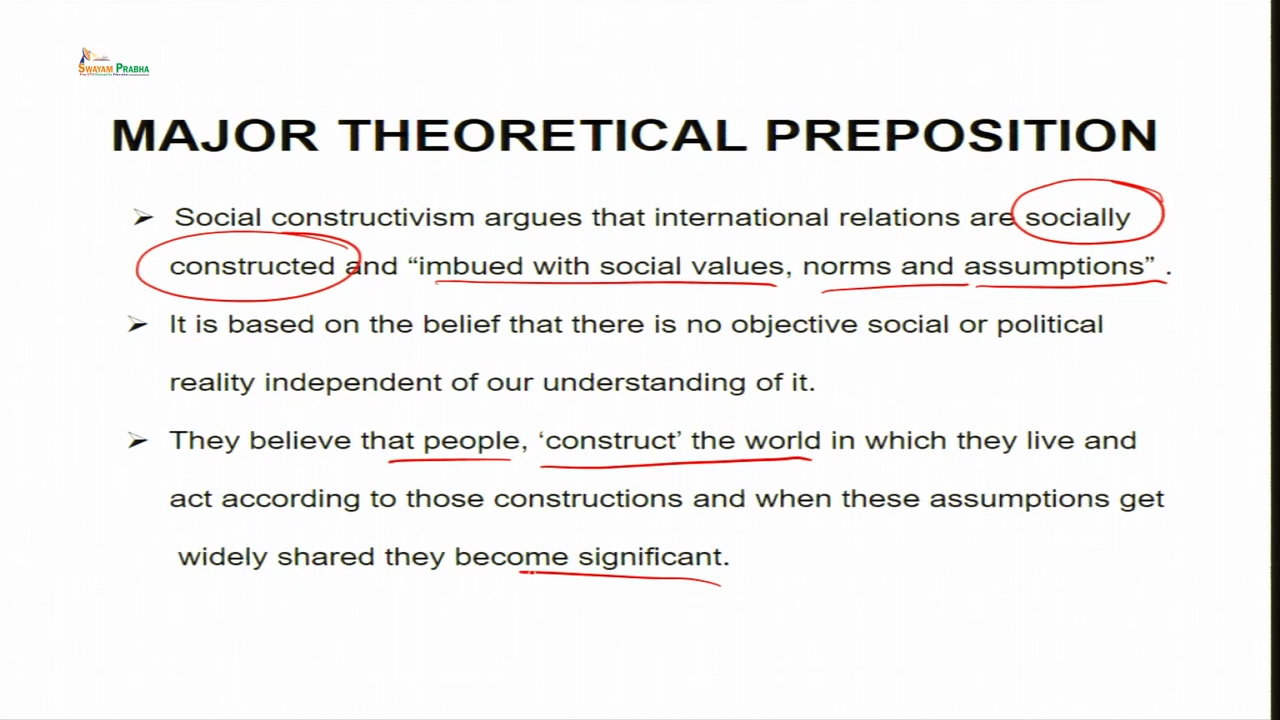 SWAYAM PRABHA
MAJOR THEORETICAL PREPOSITION
➢ Social constructivism argues that international relations are socially
constructed and “imbued with social values, norms and assumptions” .
➢ It is based on the belief that there is no objective social or political
reality independent of our understanding of it.
➢ They believe that people, ‘construct’ the world in which they live and
act according to those constructions and when these assumptions get
widely shared they become significant.